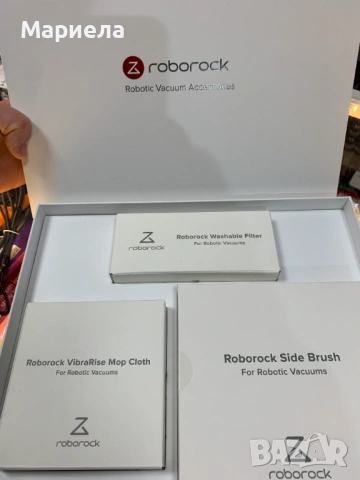 Мариела
roborock
Robotic Vacuum Accessories
Roborock Washable Filter
For Robotic Vacuums
roborock
Roborock VibraRise Mop Cloth
For Robotic Vacuums
roborock
Roborock Side Brush
For Robotic Vacuums
roborock
BAZAR